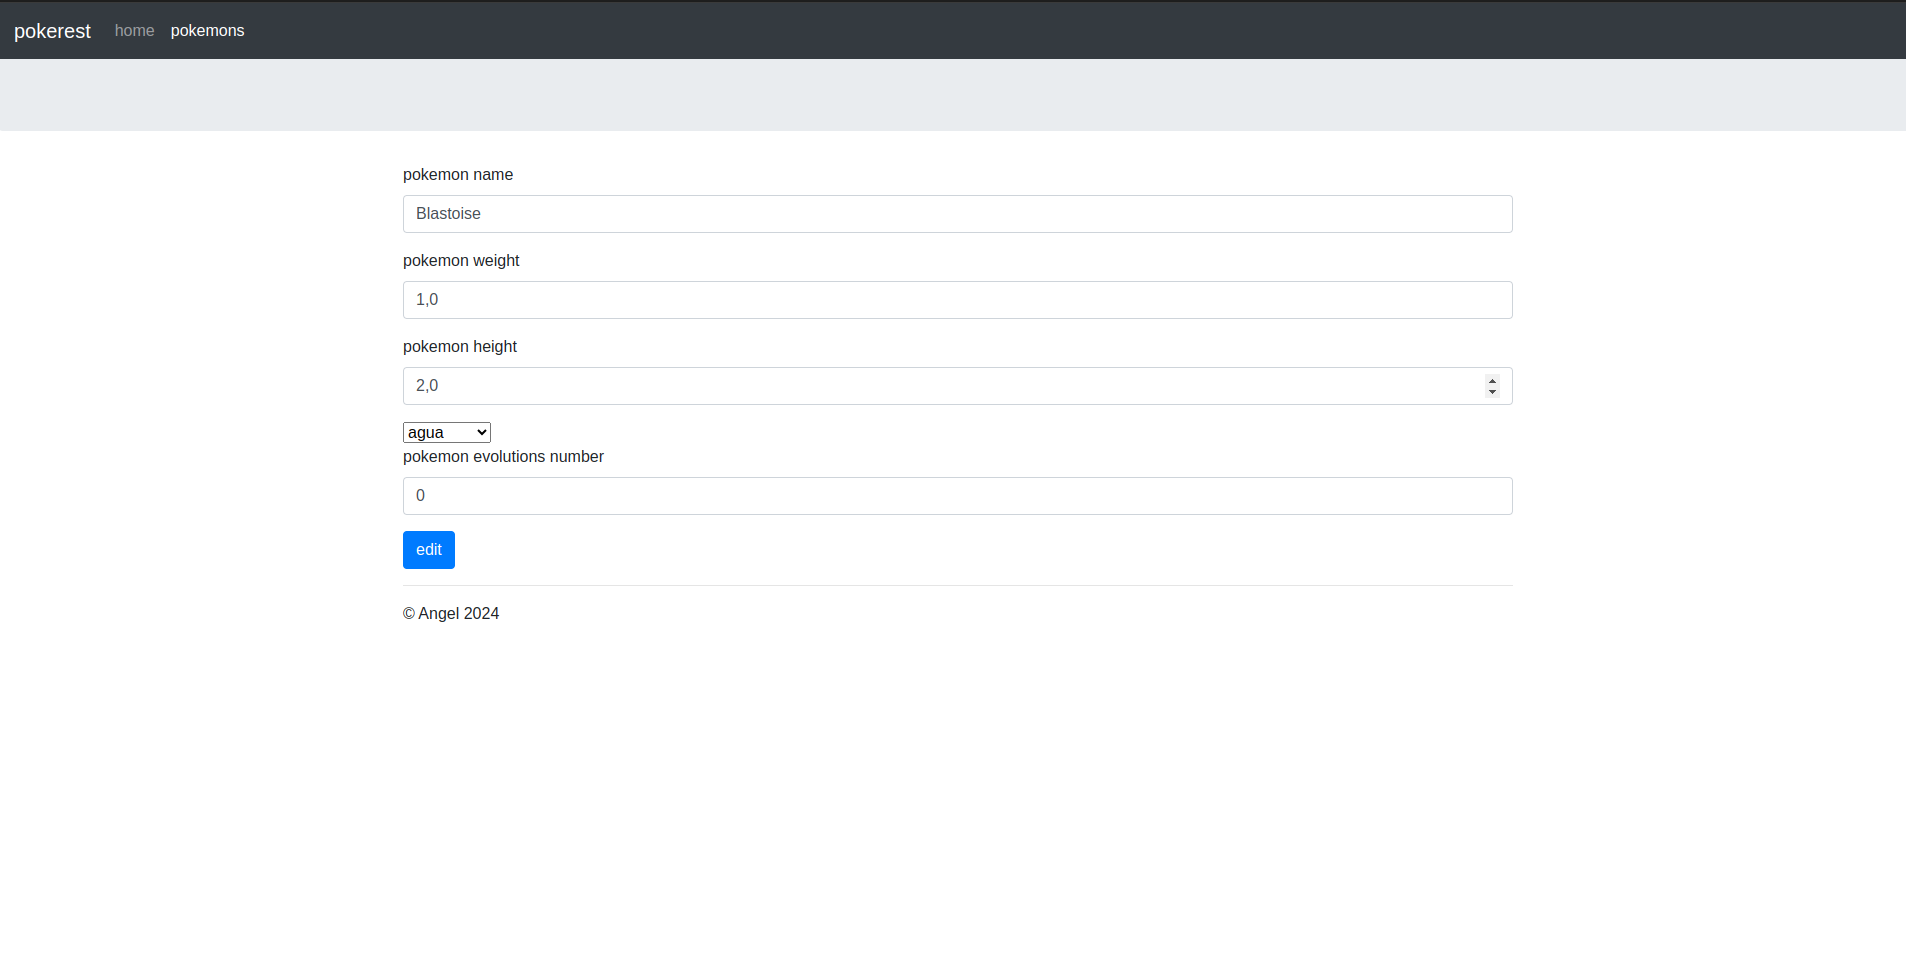 pokerest home pokemons
pokemon name
Blastoise
pokemon weight
1,0
pokemon height
2,0
agua
pokemon evolutions number
0
edit
© Angel 2024